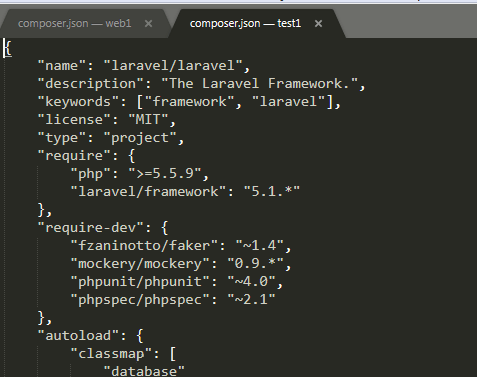 composer.json — web1 × composer.json — test1 ×
{
"name": "laravel/laravel",
"description": "The Laravel Framework.",
"keywords": ["framework", "laravel"],
"license": "MIT",
"type": "project",
"require": {
"php": ">=5.5.9",
"laravel/framework": "5.1.*"
},
"require-dev": {
"fzaninotto/faker": "~1.4",
"mockery/mockery": "0.9.*",
"phpunit/phpunit": "~4.0",
"phpspec/phpspec": "~2.1"
},
"autoload": {
"classmap": [
"database"